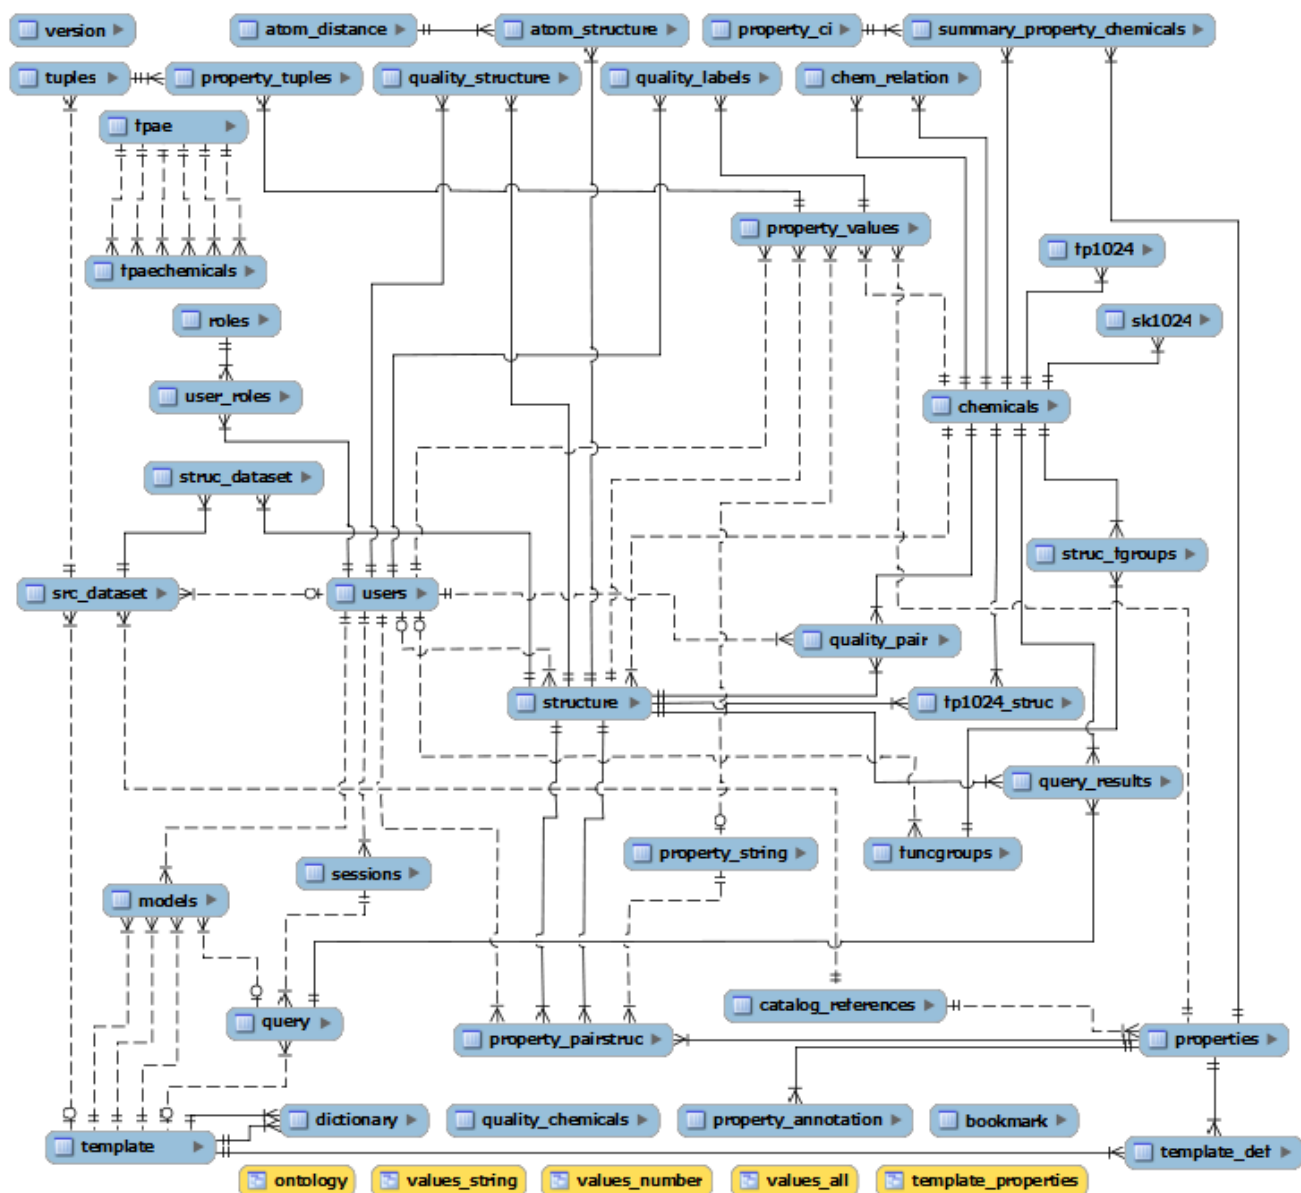 version
atom_distance
atom_structure
property_ci
summary_property_chemicals
tuples
property_tuples
quality_structure
quality_labels
chem_relation
fpae
property_values
fp1024
fpaechemicals
roles
sk1024
user_roles
chemicals
struc_dataset
struc_fgroups
src_dataset
users
quality_pair
structure
fp1024_struc
query_results
property_string
funcgroups
sessions
models
catalog_references
query
property_pairstruc
properties
dictionary
quality_chemicals
property_annotation
bookmark
template
template_def
ontology
values_string
values_number
values_all
template_properties